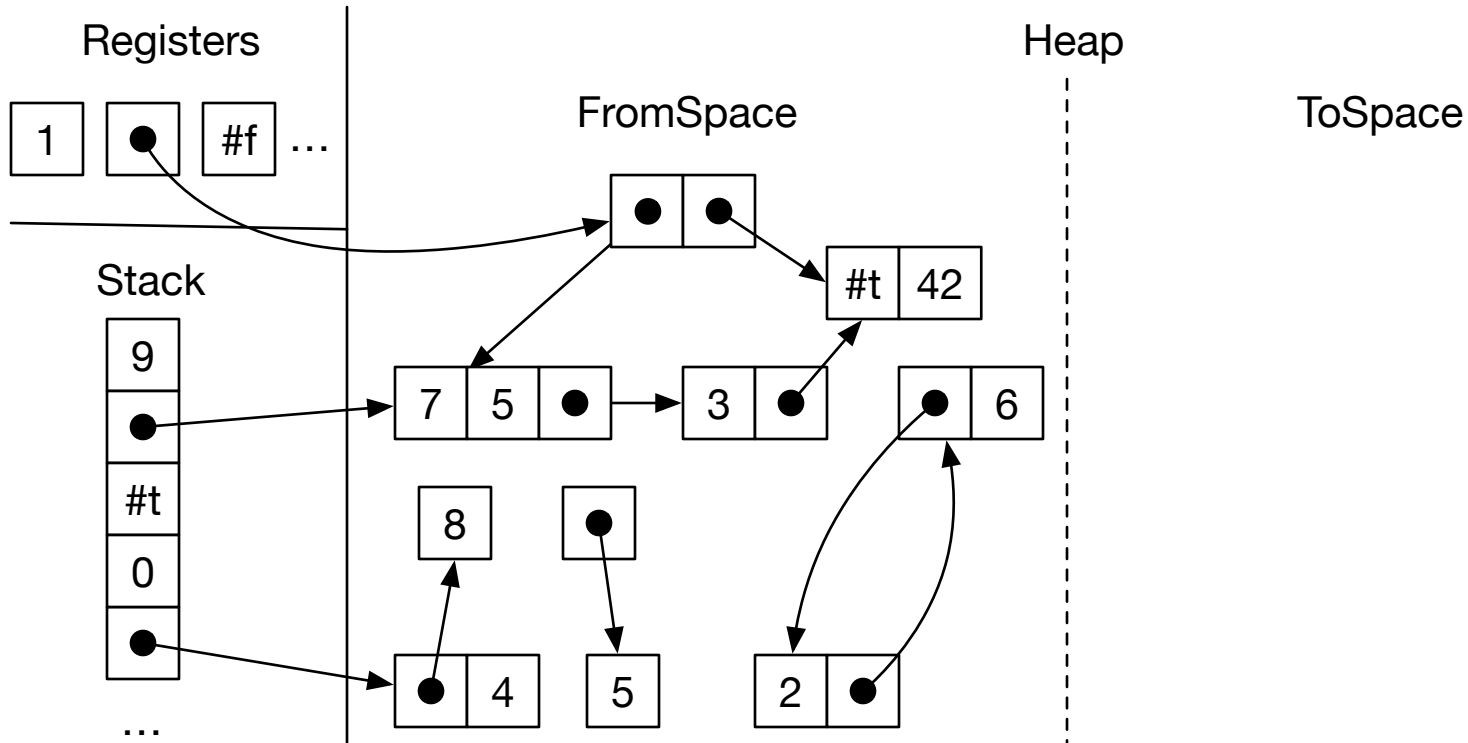 Registers
Heap
FromSpace
ToSpace
1
#f ...
#t 42
Stack
9
7 5
3
6
#t
8
0
4
5
2
...